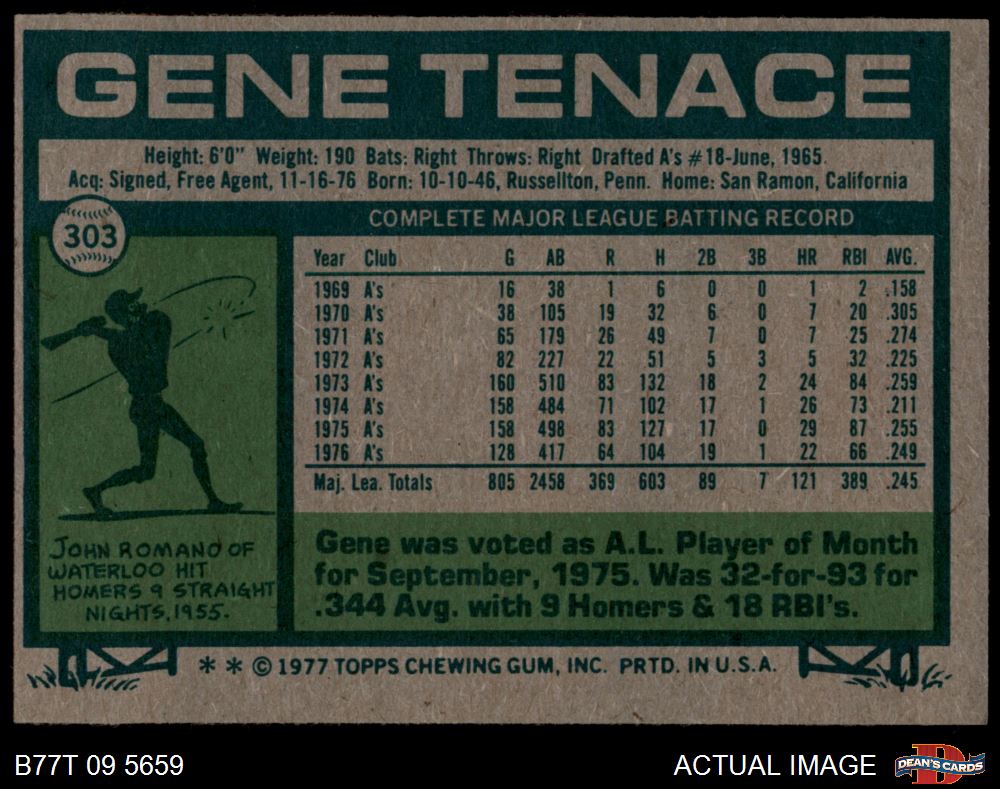 GENE TENACE
Height: 6'0" Weight: 190 Bats: Right Throws: Right Drafted A's #18-June, 1965.
Acq: Signed, Free Agent, 11-16-76 Born: 10-10-46, Russellton, Penn. Home: San Ramon, California
303
COMPLETE MAJOR LEAGUE BATTING RECORD
Year Club G AB R H 2B 3B HR RBI AVG.
1969 A's 16 38 1 6 0 0 1 2 .158
1970 A's 38 105 19 32 6 0 7 20 .305
1971 A's 65 179 26 49 7 0 7 25 .274
1972 A's 82 227 22 51 5 3 5 32 .225
1973 A's 160 510 83 132 18 2 24 84 .259
1974 A's 158 484 71 102 17 1 26 73 .211
1975 A's 158 498 83 127 17 0 29 87 .255
1976 A's 128 417 64 104 19 1 22 66 .249
Maj. Lea. Totals 805 2458 369 603 89 7 121 389 .245
JOHN ROMANO OF
WATERLOO HIT
HOMERS 9 STRAIGHT
NIGHTS, 1955.
Gene was voted as A.L. Player of Month
for September, 1975. Was 32-for-93 for
.344 Avg. with 9 Homers & 18 RBI's.
* * © 1977 TOPPS CHEWING GUM, INC. PRTD. IN U.S.A.
B77T 09 5659
ACTUAL IMAGE
D
DEAN'S CARDS